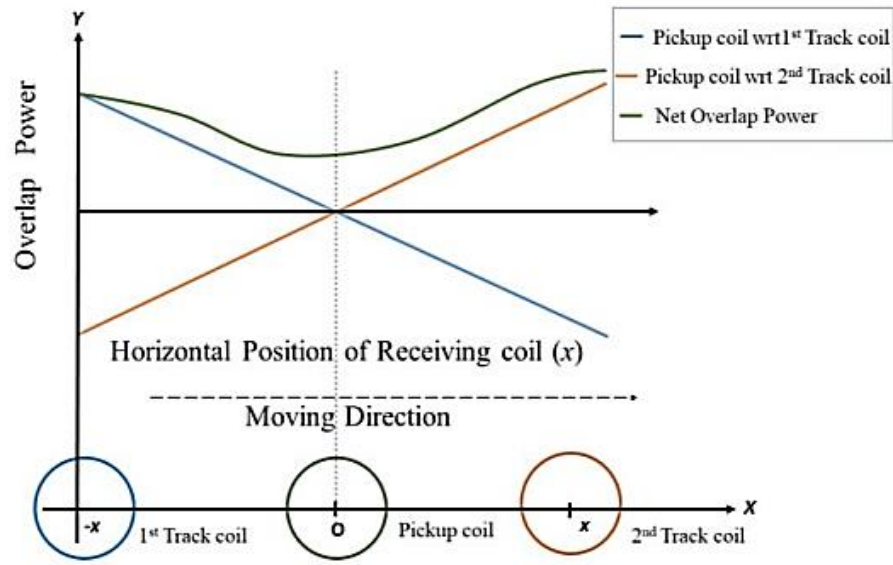 Y
Overlap Power
Pickup coil wrt1st Track coil
Pickup coil wrt 2nd Track coil
Net Overlap Power
Horizontal Position of Receiving coil (x)
Moving Direction
X
-x
1st Track coil
O
Pickup coil
x
2nd Track coil